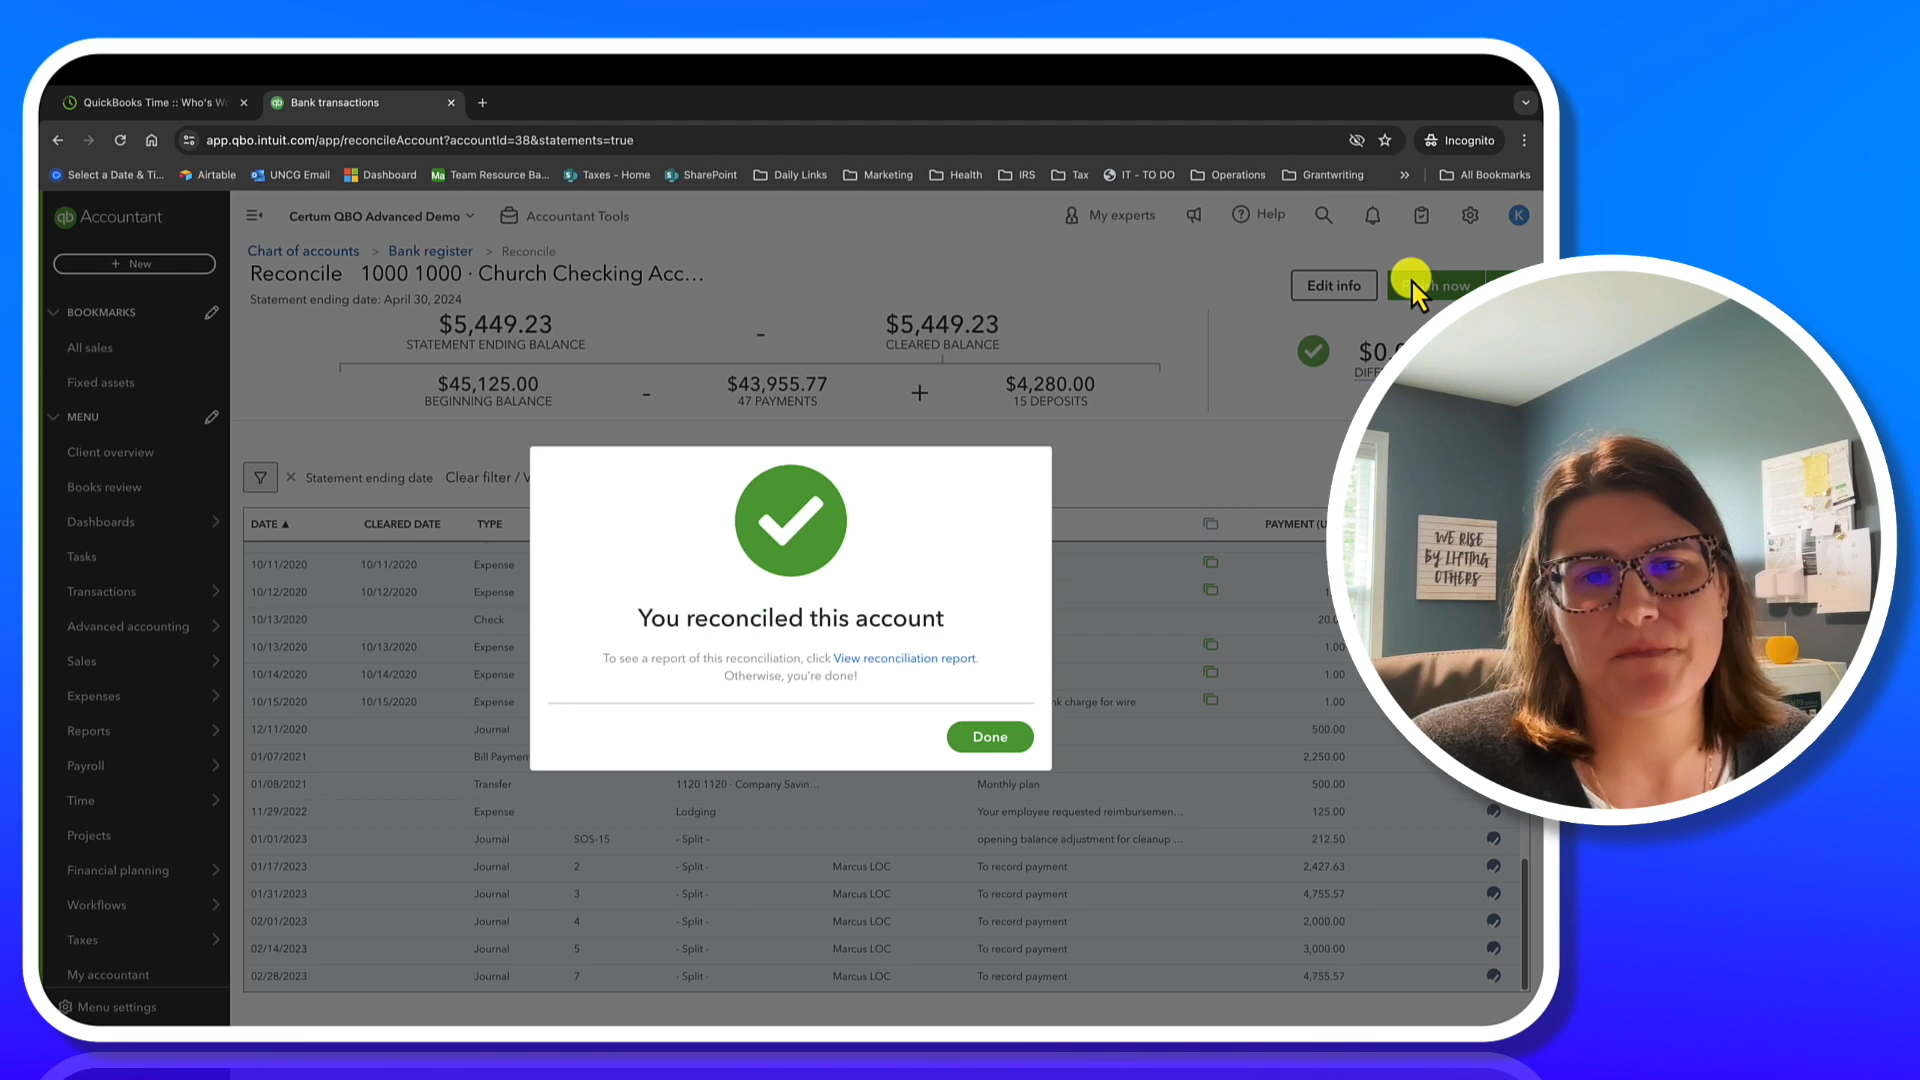 QuickBooks Time :: Who's W
Bank transactions
app.qbo.intuit.com/app/reconcileAccount?accountId=38&statements=true
Incognito
Select a Date & Ti...
Airtable
UNCG Email
Dashboard
Ma Team Resource Ba...
Taxes - Home
SharePoint
Daily Links
Marketing
Health
IRS
Tax
IT - TO DO
Operations
Grantwriting
All Bookmarks
qb Accountant
Certum QBO Advanced Demo
Accountant Tools
My experts
Help
K
+ New
Chart of accounts > Bank register > Reconcile
Reconcile 1000 1000 · Church Checking Acc...
Statement ending date: April 30, 2024
Edit info
now
$5,449.23
STATEMENT ENDING BALANCE
-
$5,449.23
CLEARED BALANCE
$45,125.00
BEGINNING BALANCE
-
$43,955.77
47 PAYMENTS
+
$4,280.00
15 DEPOSITS
$0.
BOOKMARKS
All sales
Fixed assets
MENU
Client overview
Books review
Dashboards
Tasks
Transactions
Advanced accounting
Sales
Expenses
Reports
Payroll
Time
Projects
Financial planning
Workflows
Taxes
My accountant
Menu settings
Statement ending date Clear filter / V
DATE ▲ CLEARED DATE TYPE PAYMENT (U
10/11/2020 10/11/2020 Expense
10/12/2020 10/12/2020 Expense
10/13/2020 Check 20.0
10/13/2020 10/13/2020 Expense 1.00
10/14/2020 10/14/2020 Expense 1.00
10/15/2020 10/15/2020 Expense charge for wire 1.00
12/11/2020 Journal 500.00
01/07/2021 Bill Paymen 2,250.00
01/08/2021 Transfer 1120 1120 · Company Savin... Monthly plan 500.00
11/29/2022 Expense Lodging Your employee requested reimbursemen... 125.00
01/01/2023 Journal SOS-15 - Split - opening balance adjustment for cleanup ... 212.50
01/17/2023 Journal 2 - Split - Marcus LOC To record payment 2,427.63
01/31/2023 Journal 3 - Split - Marcus LOC To record payment 4,755.57
02/01/2023 Journal 4 - Split - Marcus LOC To record payment 2,000.00
02/14/2023 Journal 5 - Split - Marcus LOC To record payment 3,000.00
02/28/2023 Journal 7 - Split - Marcus LOC To record payment 4,755.57
You reconciled this account
To see a report of this reconciliation, click View reconciliation report.
Otherwise, you're done!
Done
WE RISE
BY LIFTING
OTHERS